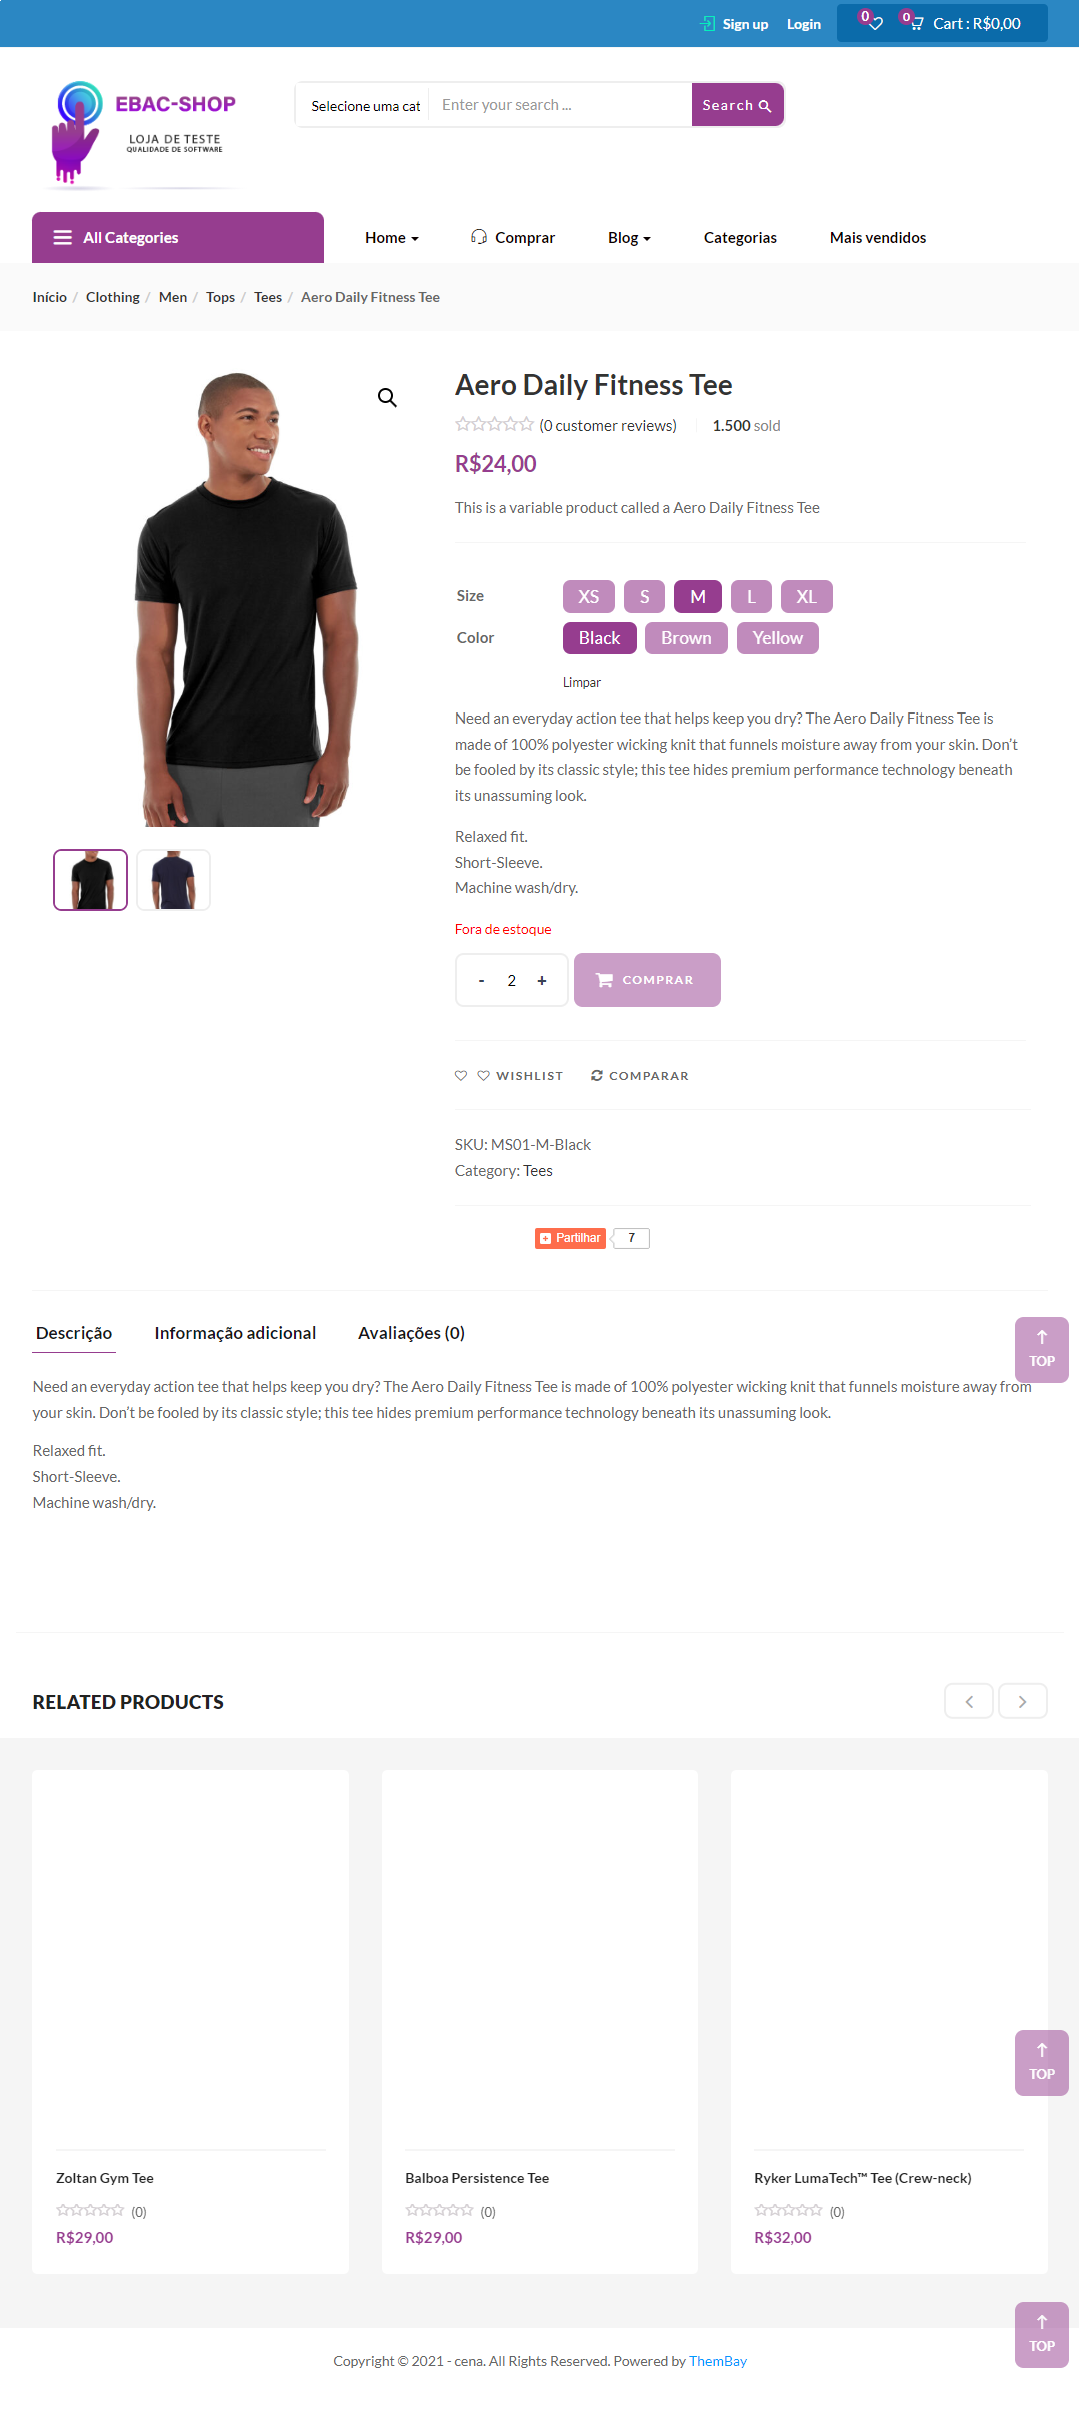 Sign up Login 0 0 Cart : R$0,00
EBAC-SHOP
LOJA DE TESTE
QUALIDADE DE SOFTWARE
Selecione uma cat Enter your search ... Search
All Categories Home Comprar Blog Categorias Mais vendidos
Início / Clothing / Men / Tops / Tees / Aero Daily Fitness Tee
Aero Daily Fitness Tee
(0 customer reviews) 1.500 sold
R$24,00
This is a variable product called a Aero Daily Fitness Tee
Size XS S M L XL
Color Black Brown Yellow
Limpar
Need an everyday action tee that helps keep you dry? The Aero Daily Fitness Tee is
made of 100% polyester wicking knit that funnels moisture away from your skin. Don’t
be fooled by its classic style; this tee hides premium performance technology beneath
its unassuming look.
Relaxed fit.
Short-Sleeve.
Machine wash/dry.
Fora de estoque
- 2 + COMPRAR
WISHLIST COMPARAR
SKU: MS01-M-Black
Category: Tees
Partilhar 7
Descrição Informação adicional Avaliações (0)
TOP
Need an everyday action tee that helps keep you dry? The Aero Daily Fitness Tee is made of 100% polyester wicking knit that funnels moisture away from
your skin. Don’t be fooled by its classic style; this tee hides premium performance technology beneath its unassuming look.
Relaxed fit.
Short-Sleeve.
Machine wash/dry.
RELATED PRODUCTS
TOP
Zoltan Gym Tee Balboa Persistence Tee Ryker LumaTech™ Tee (Crew-neck)
(0) (0) (0)
R$29,00 R$29,00 R$32,00
TOP
Copyright © 2021 - cena. All Rights Reserved. Powered by ThemBay